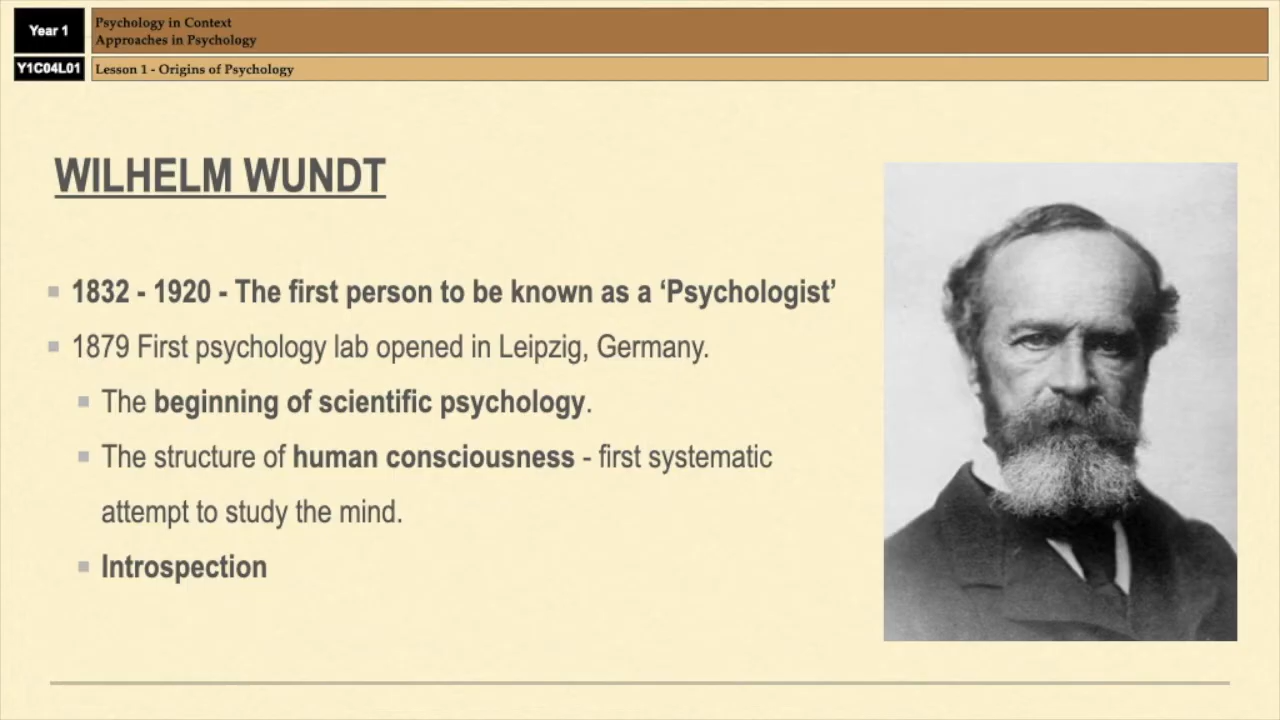 Year 1
Psychology in Context
Approaches in Psychology
Y1C04L01
Lesson 1 - Origins of Psychology
WILHELM WUNDT
1832 - 1920 - The first person to be known as a ‘Psychologist’
1879 First psychology lab opened in Leipzig, Germany.
The beginning of scientific psychology.
The structure of human consciousness - first systematic
attempt to study the mind.
Introspection